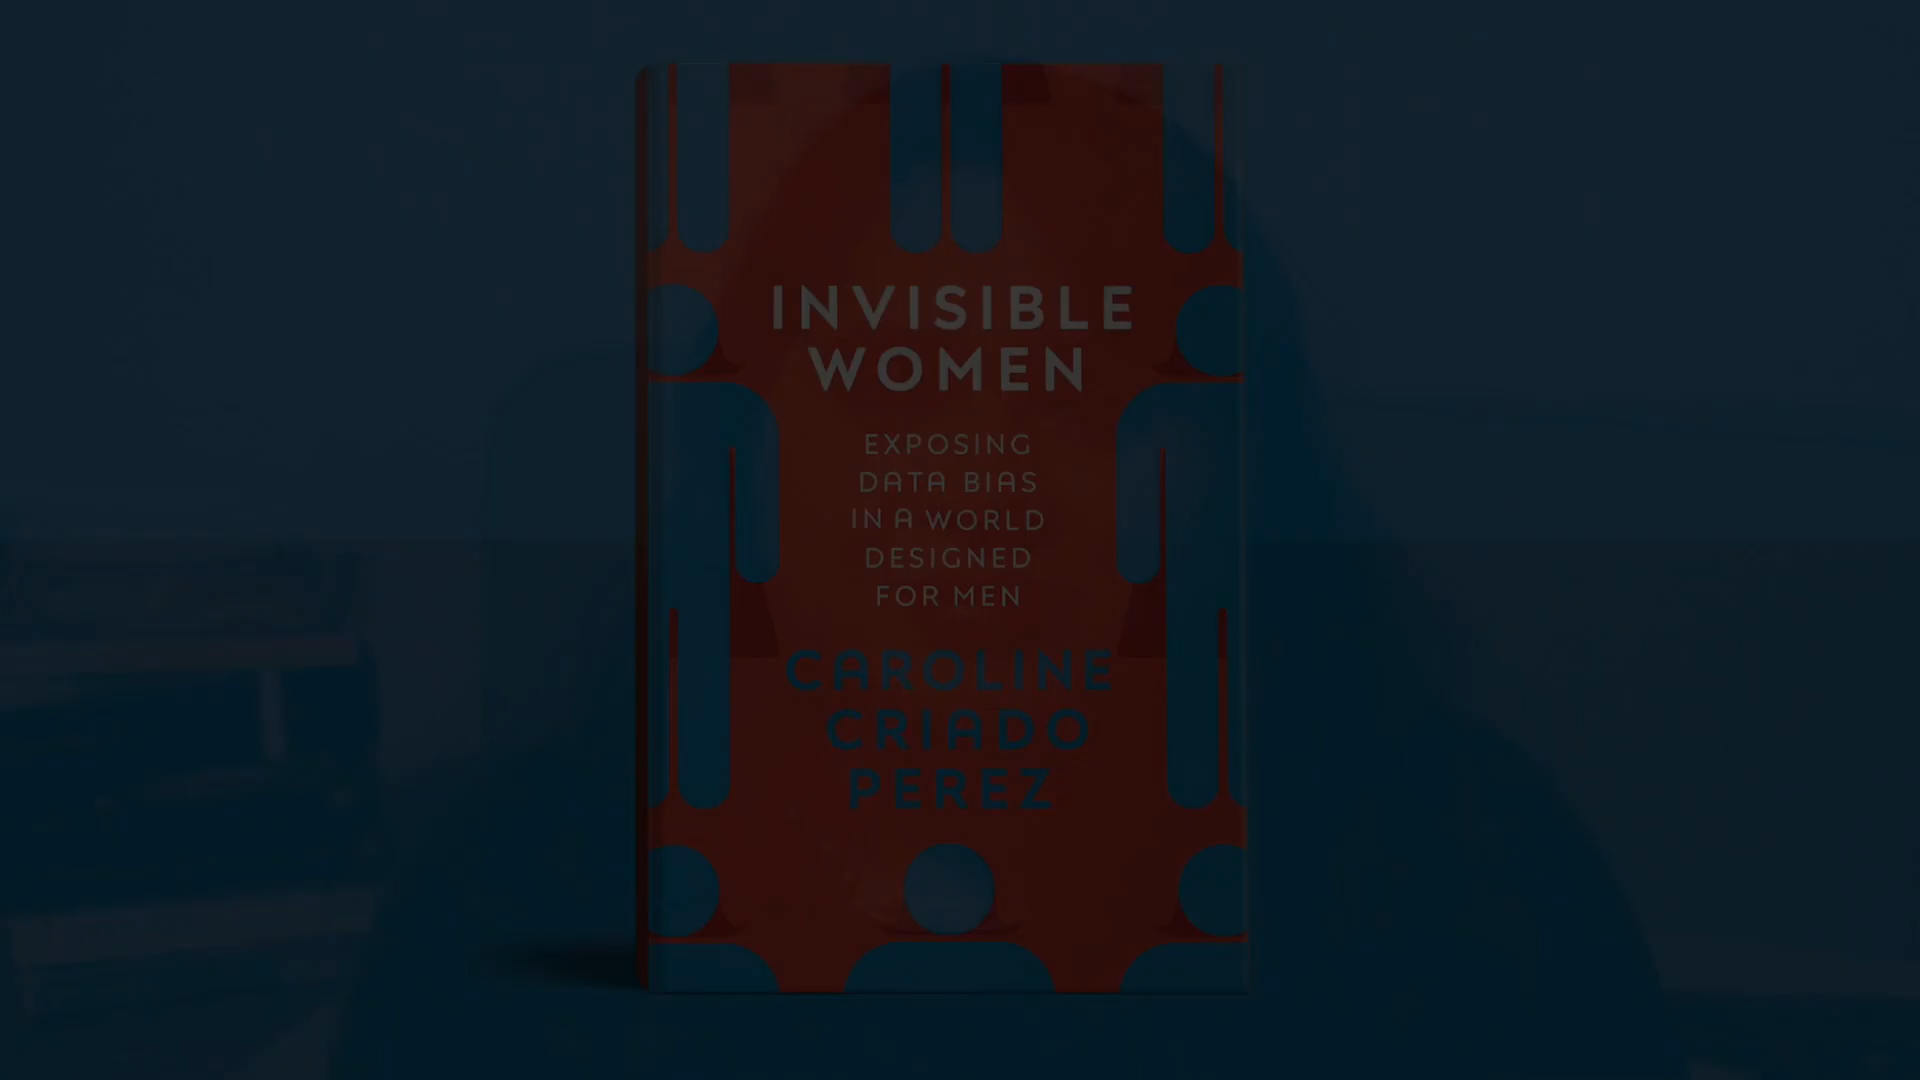 INVISIBLE
WOMEN
EXPOSING
DATA BIAS
IN A WORLD
DESIGNED
FOR MEN
CAROLINE
CRIADO
PEREZ